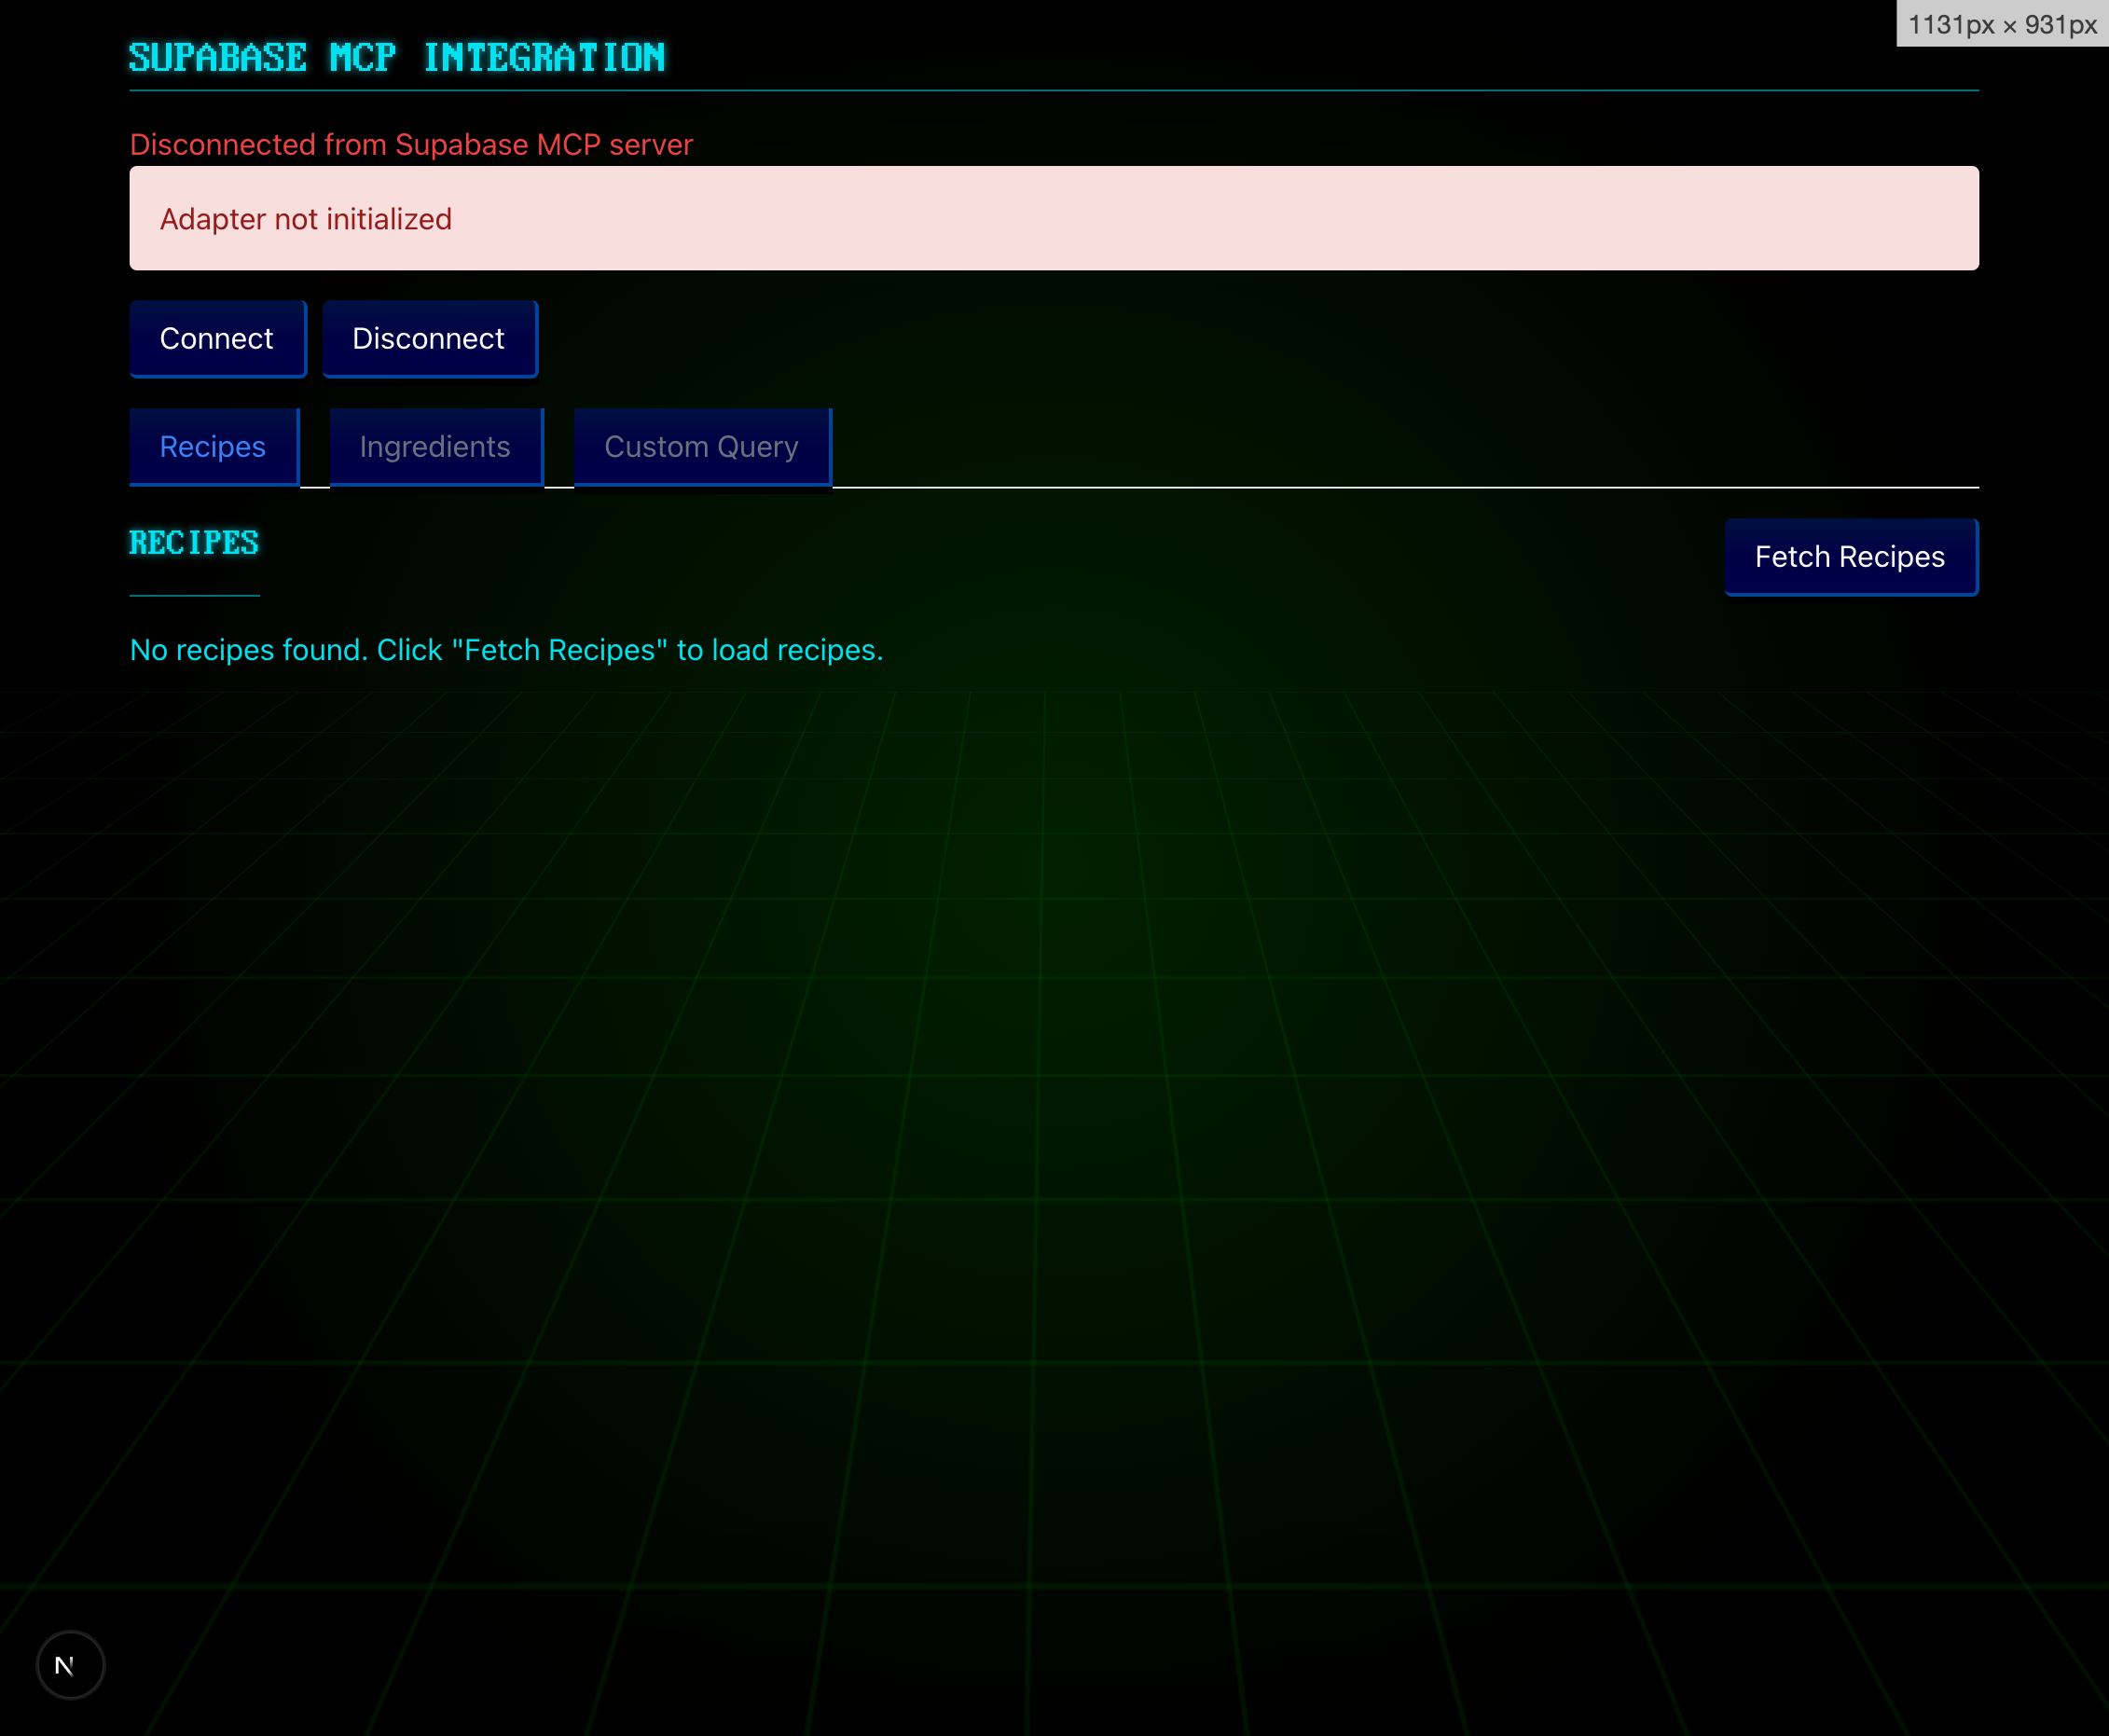 1131px × 931px
SUPABASE MCP INTEGRATION
Disconnected from Supabase MCP server
Adapter not initialized
Connect Disconnect
Recipes Ingredients Custom Query
RECIPES
Fetch Recipes
No recipes found. Click "Fetch Recipes" to load recipes.
N